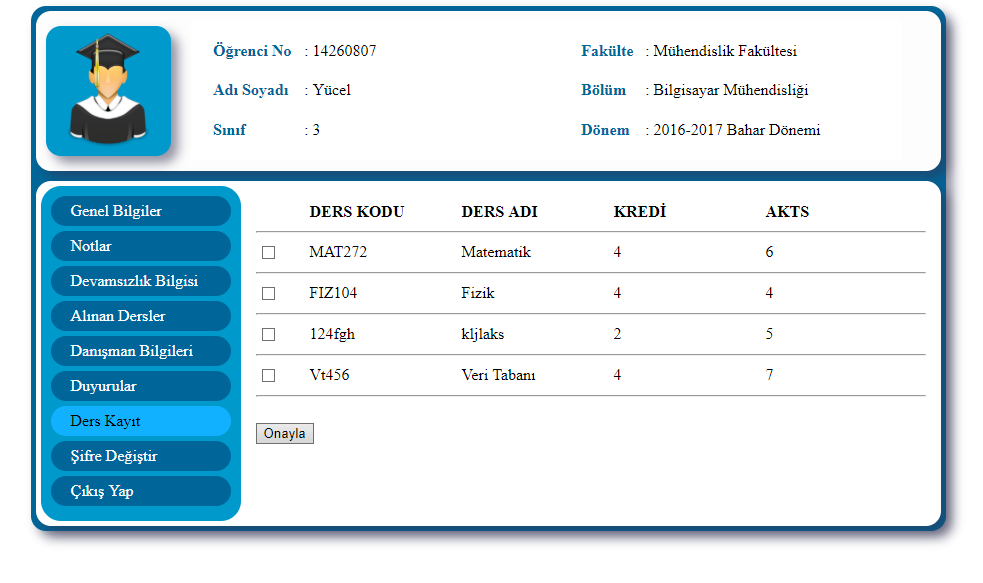 Öğrenci No : 14260807 Fakülte : Mühendislik Fakültesi
Adı Soyadı : Yücel Bölüm : Bilgisayar Mühendisliği
Sınıf : 3 Dönem : 2016-2017 Bahar Dönemi
Genel Bilgiler
Notlar
Devamsızlık Bilgisi
Alınan Dersler
Danışman Bilgileri
Duyurular
Ders Kayıt
Şifre Değiştir
Çıkış Yap
DERS KODU DERS ADI KREDİ AKTS
MAT272 Matematik 4 6
FIZ104 Fizik 4 4
124fgh kljlaks 2 5
Vt456 Veri Tabanı 4 7
Onayla